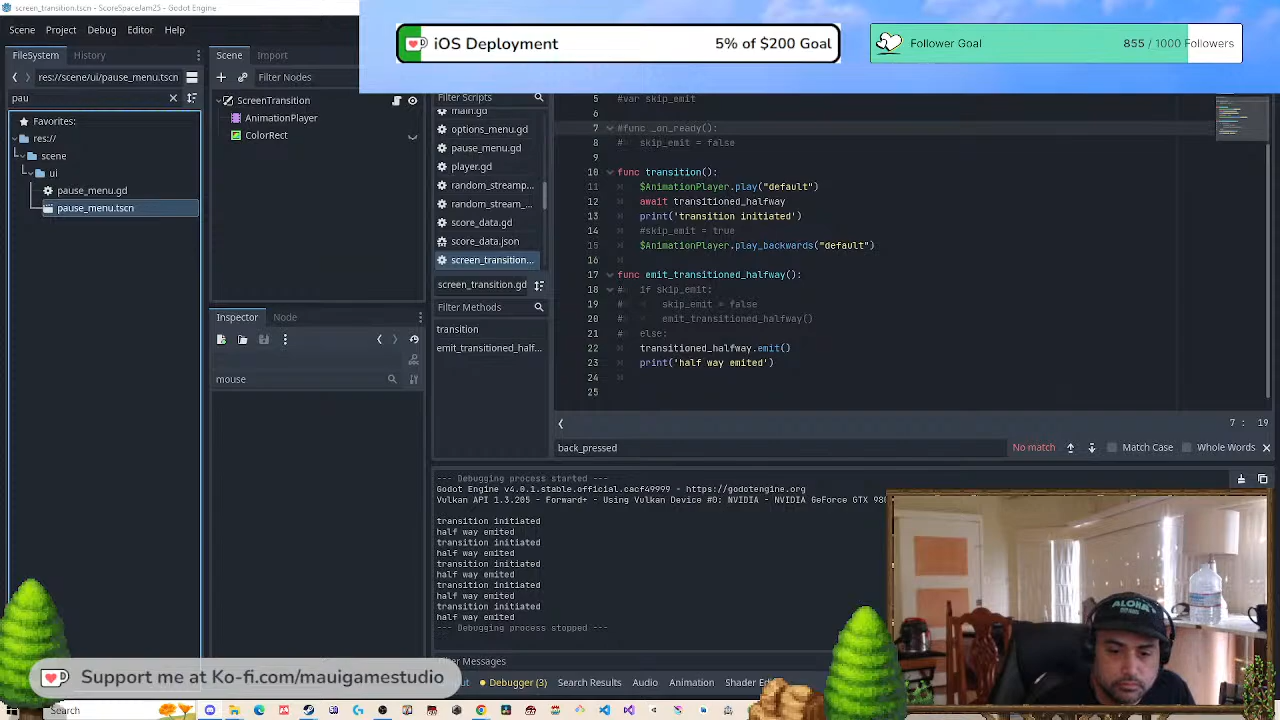 screen_transition.tscn - ScoreSpaceJam25 - Godot Engine
Scene Project Debug Editor Help
iOS Deployment 5% of $200 Goal
Follower Goal 855 / 1000 Followers
FileSystem History
res://scene/ui/pause_menu.tscn
pau
Favorites:
res://
scene
ui
pause_menu.gd
pause_menu.tscn
Scene Import
Filter Nodes
ScreenTransition
AnimationPlayer
ColorRect
Inspector Node
mouse
Filter Scripts
main.gd
options_menu.gd
pause_menu.gd
player.gd
random_streamp...
random_stream_...
score_data.gd
score_data.json
screen_transition...
screen_transition.gd
Filter Methods
transition
emit_transitioned_half...
5 #var skip_emit
6
7 #func _on_ready():
8 # skip_emit = false
9
10 func transition():
11 $AnimationPlayer.play("default")
12 await transitioned_halfway
13 print('transition initiated')
14 #skip_emit = true
15 $AnimationPlayer.play_backwards("default")
16
17 func emit_transitioned_halfway():
18 # if skip_emit:
19 # skip_emit = false
20 # emit_transitioned_halfway()
21 # else:
22 transitioned_halfway.emit()
23 print('half way emited')
24
25
7 : 19
back_pressed No match Match Case Whole Words
--- Debugging process started ---
Godot Engine v4.0.1.stable.official.cacf49999 - https://godotengine.org
Vulkan API 1.3.205 - Forward+ - Using Vulkan Device #0: NVIDIA - NVIDIA GeForce GTX 980
transition initiated
half way emited
transition initiated
half way emited
transition initiated
half way emited
transition initiated
half way emited
transition initiated
half way emited
--- Debugging process stopped ---
Filter Messages
Debugger (3) Search Results Audio Animation Shader Ed
Support me at Ko-fi.com/mauigamestudio
Search
ALOHA